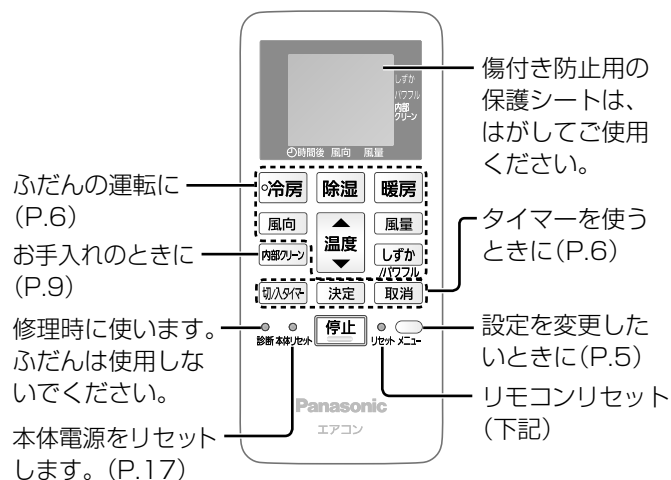 しずか
パワフル
内部
クリーン
時間後 風向 風量
傷付き防止用の
保護シートは、
はがしてご使用
ください。
ふだんの運転に
(P.6)
冷房 除湿 暖房
風向 温度 風量
お手入れのときに
(P.9)
内部クリーン しずか
/パワフル
タイマーを使う
ときに(P.6)
切/入タイマー 決定 取消
修理時に使います。
ふだんは使用しな
いでください。
停止
診断 本体リセット リセット メニュー
設定を変更した
いときに(P.5)
リモコンリセット
(下記)
本体電源をリセット
します。(P.17)
Panasonic
エアコン